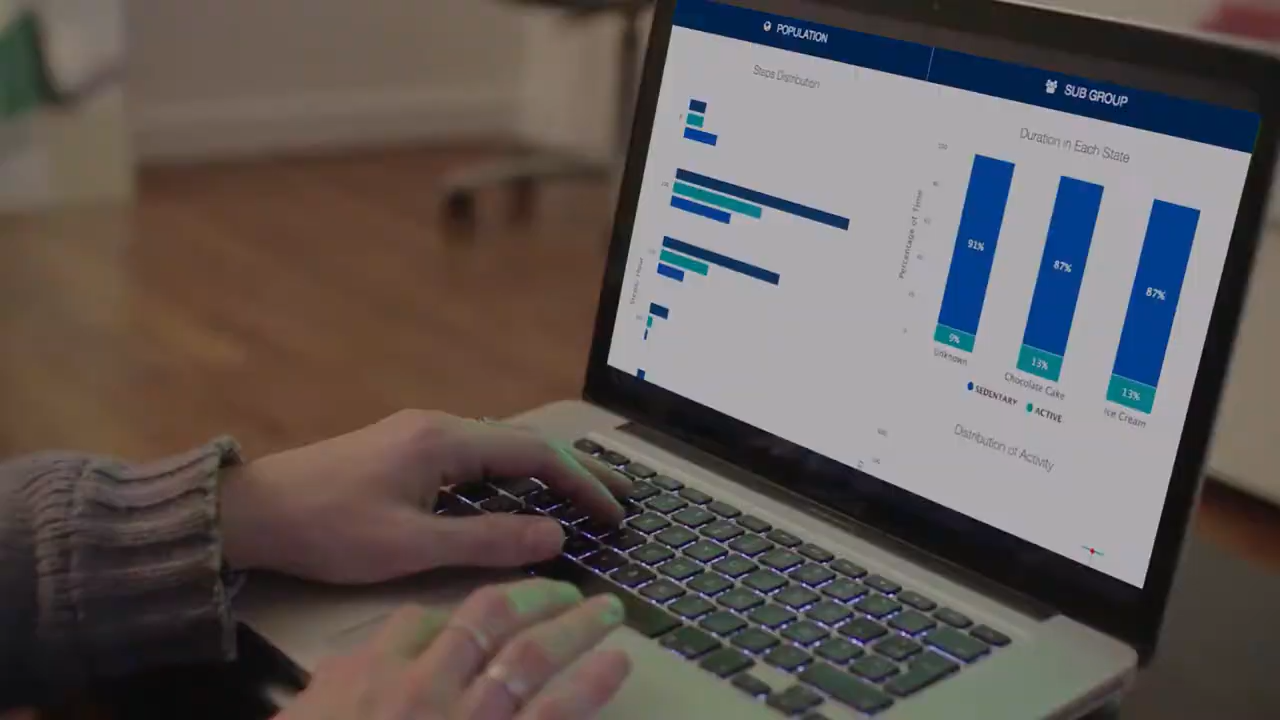 POPULATION
SUB GROUP
Steps Distribution
Duration in Each State
Percentage of Time
91%
87%
87%
9%
13%
13%
Unknown
Chocolate Cake
Ice Cream
SEDENTARY
ACTIVE
Distribution of Activity